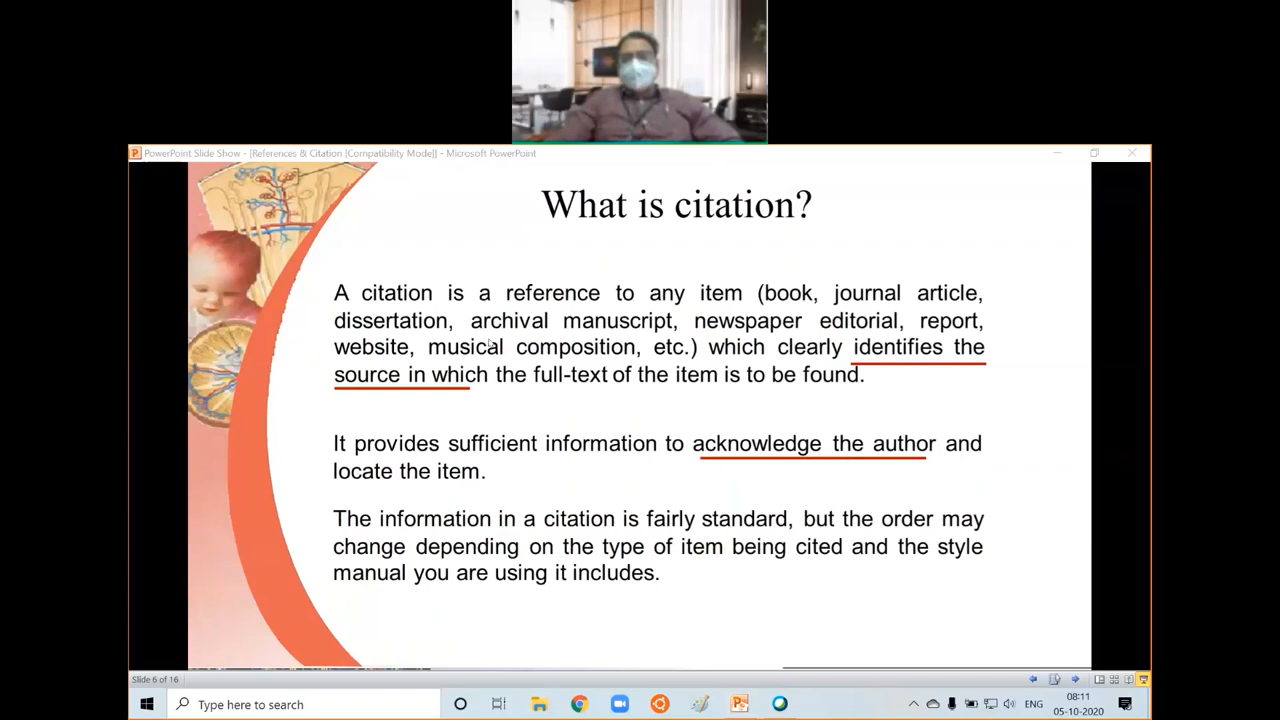 PowerPoint Slide Show - [References & Citation [Compatibility Mode]] - Microsoft PowerPoint
What is citation?
A citation is a reference to any item (book, journal article,
dissertation, archival manuscript, newspaper editorial, report,
website, musical composition, etc.) which clearly identifies the
source in which the full-text of the item is to be found.
It provides sufficient information to acknowledge the author and
locate the item.
The information in a citation is fairly standard, but the order may
change depending on the type of item being cited and the style
manual you are using it includes.
Slide 6 of 16
Type here to search
ENG
08:11
05-10-2020